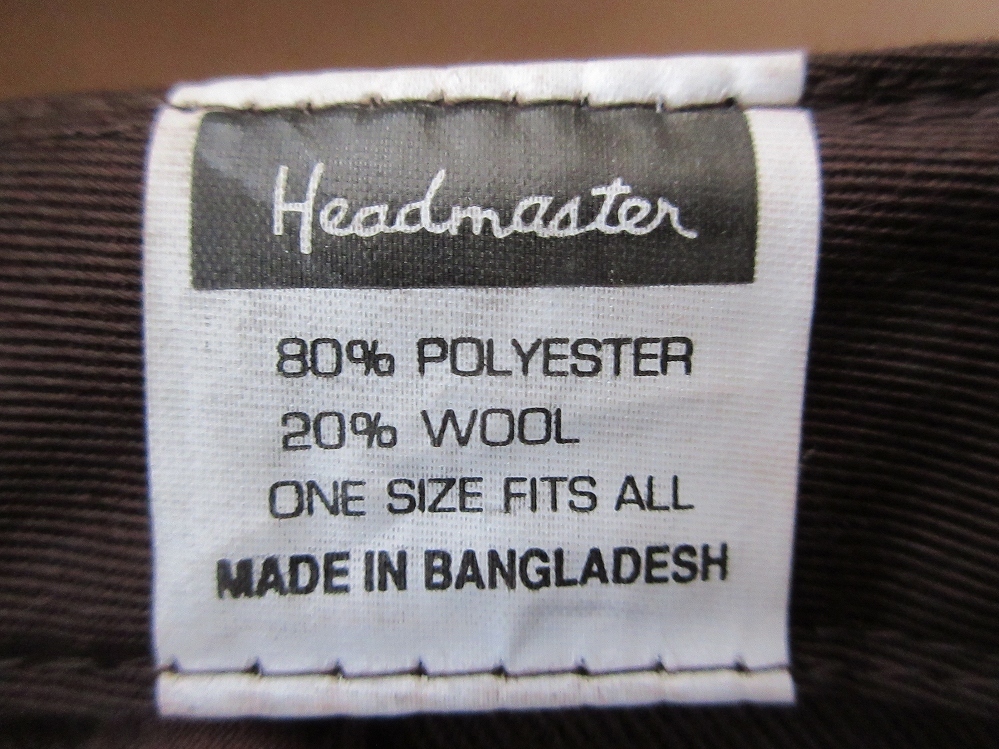 Headmaster
80% POLYESTER
20% WOOL
ONE SIZE FITS ALL
MADE IN BANGLADESH